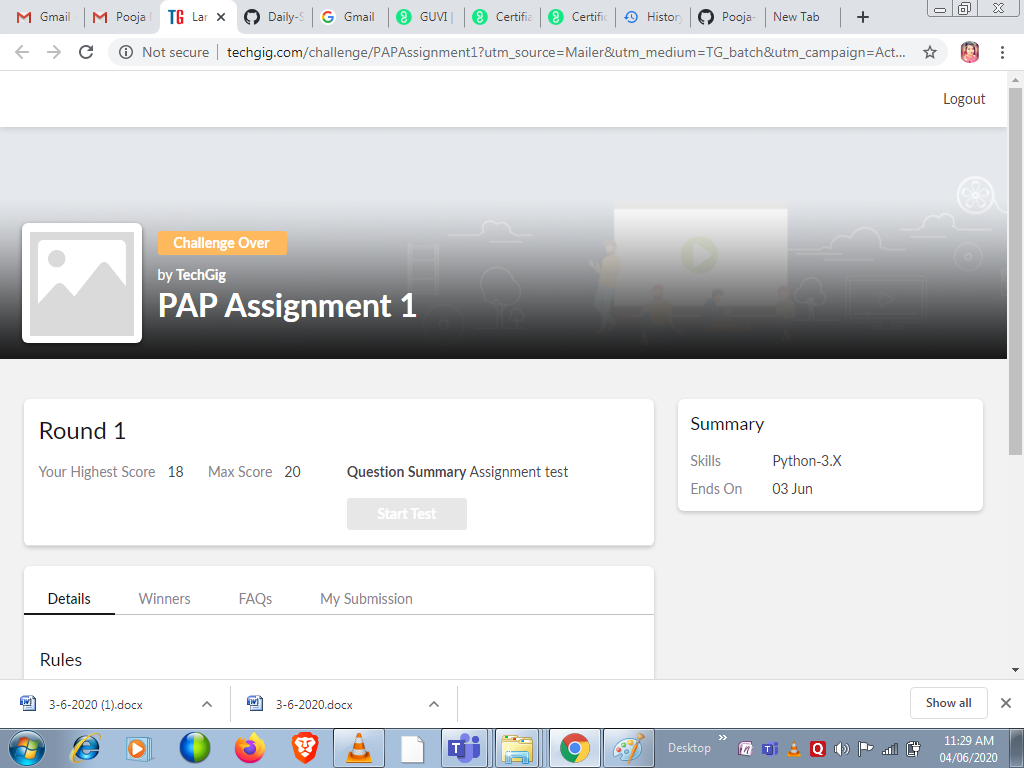 Gmail
Pooja
TG Lar
Daily-S
Gmail
GUVI |
Certifia
Certific
History
Pooja-
New Tab
Not secure
techgig.com/challenge/PAPAssignment1?utm_source=Mailer&utm_medium=TG_batch&utm_campaign=Act...
Logout
Challenge Over
by TechGig
PAP Assignment 1
Round 1
Your Highest Score 18 Max Score 20 Question Summary Assignment test
Start Test
Summary
Skills Python-3.X
Ends On 03 Jun
Details Winners FAQs My Submission
Rules
3-6-2020 (1).docx
3-6-2020.docx
Show all
Desktop
11:29 AM
04/06/2020